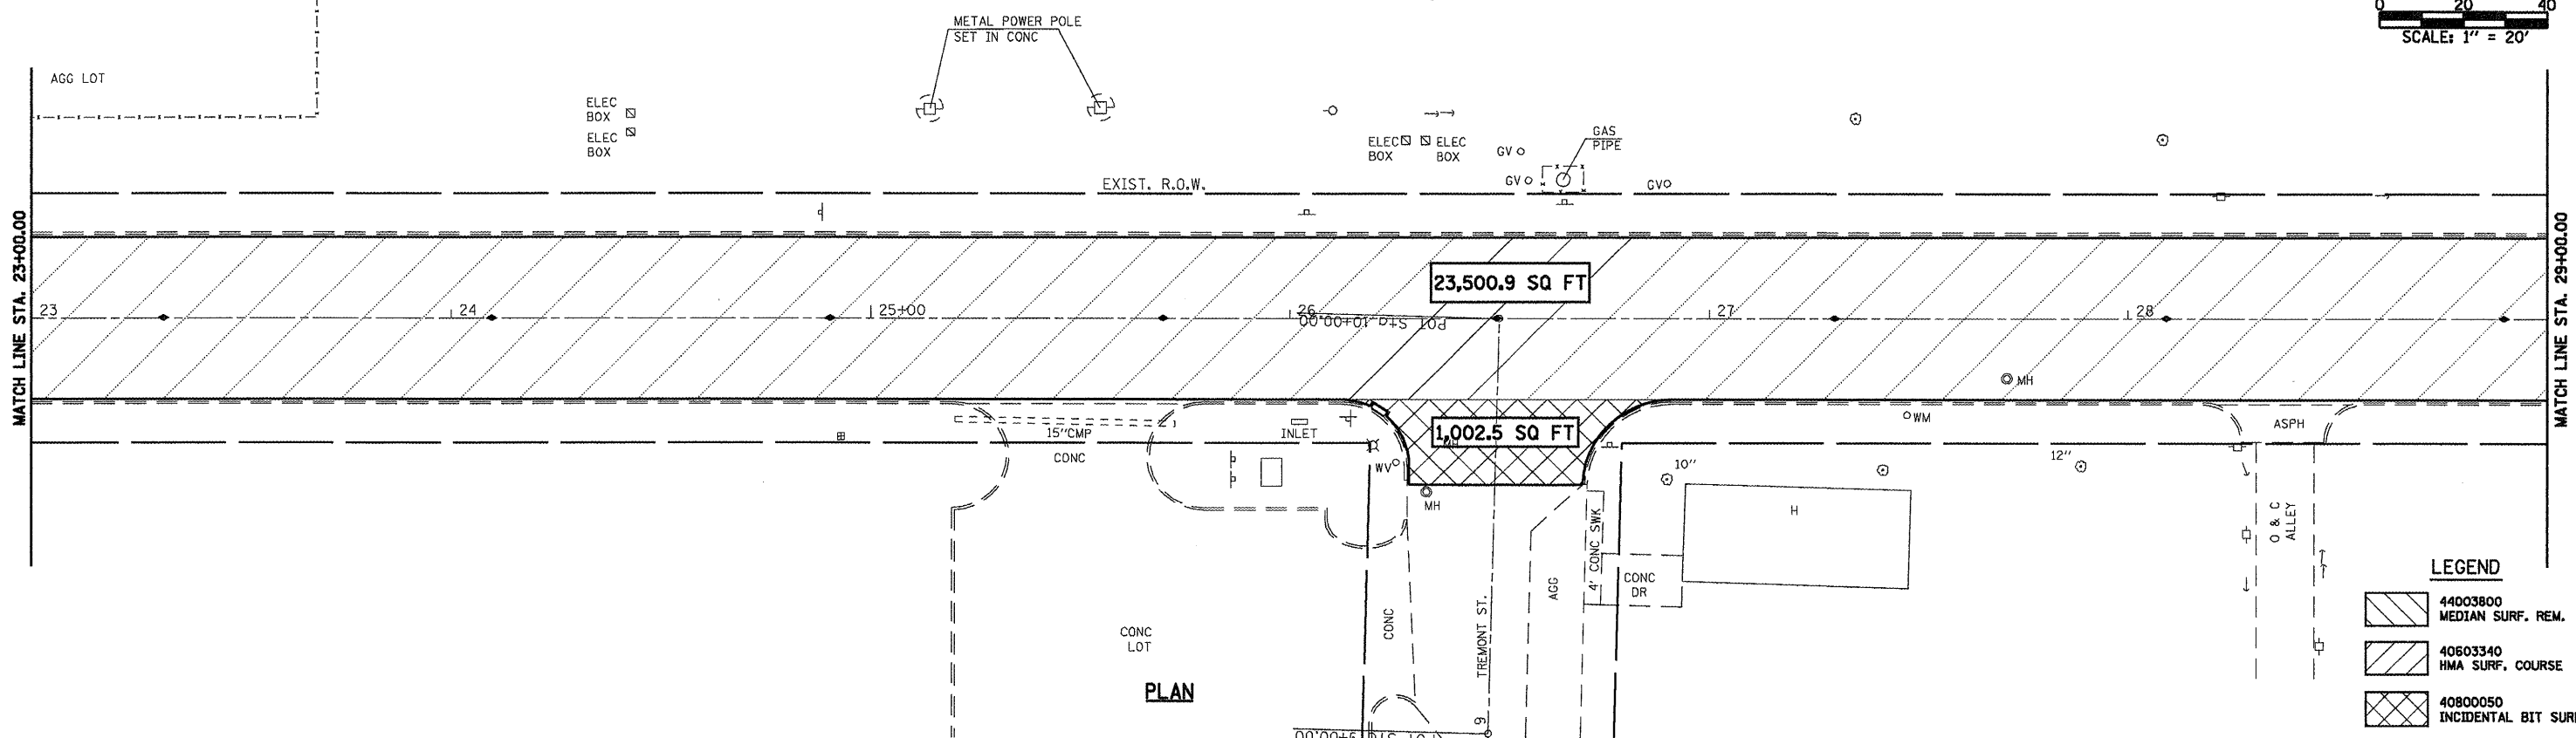 0 20 40
SCALE: 1" = 20'
METAL POWER POLE
SET IN CONC
AGG LOT
ELEC
BOX
ELEC
BOX
ELEC
BOX
ELEC
BOX
GV
GAS
PIPE
GV
GV
EXIST. R.O.W.
MATCH LINE STA. 23+00.00
MATCH LINE STA. 29+00.00
23,500.9 SQ FT
23
24
25+00
26
27
28
POT Sta 10+00.00
MH
1,002.5 SQ FT
MH
15"CMP
INLET
CONC
WV
MH
WM
ASPH
10"
12"
H
4' CONC SWK
AGG
CONC
DR
O & C
ALLEY
CONC
LOT
CONC
TREMONT ST.
9
PLAN
LEGEND
44003800
MEDIAN SURF. REM.
40603340
HMA SURF. COURSE
40800050
INCIDENTAL BIT